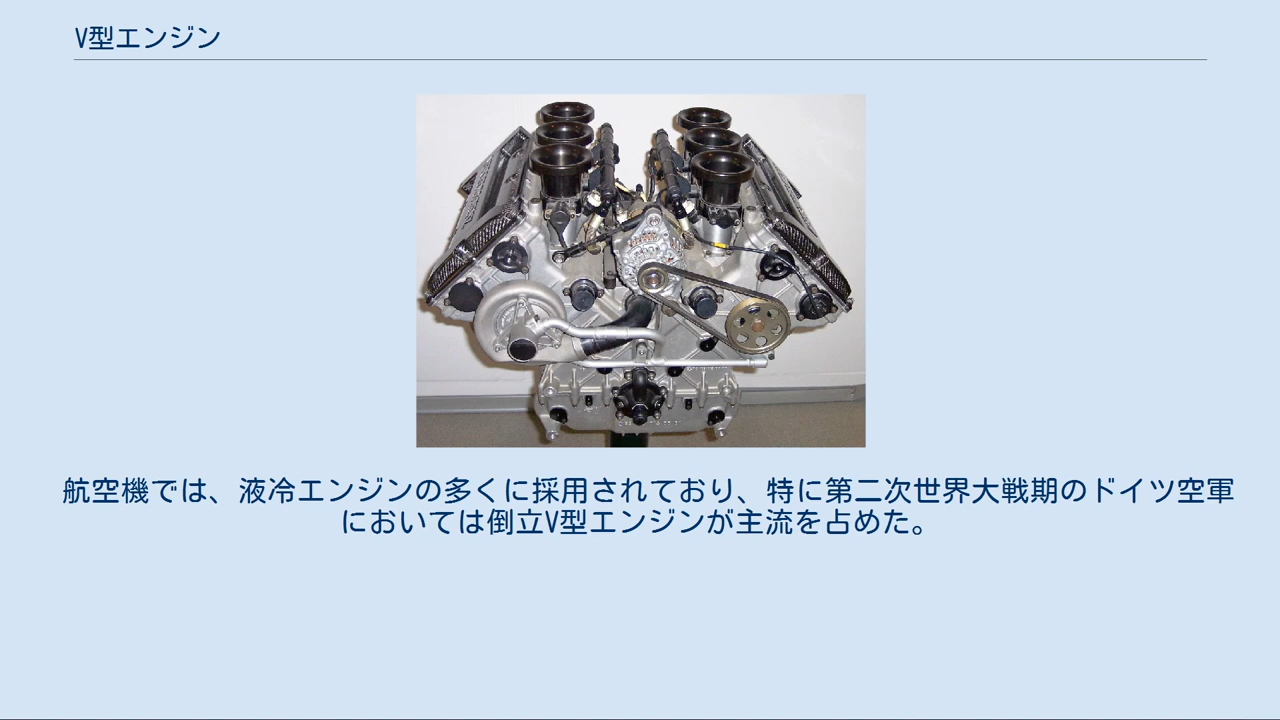 V型エンジン
航空機では、液冷エンジンの多くに採用されており、特に第二次世界大戦期のドイツ空軍
においては倒立V型エンジンが主流を占めた。